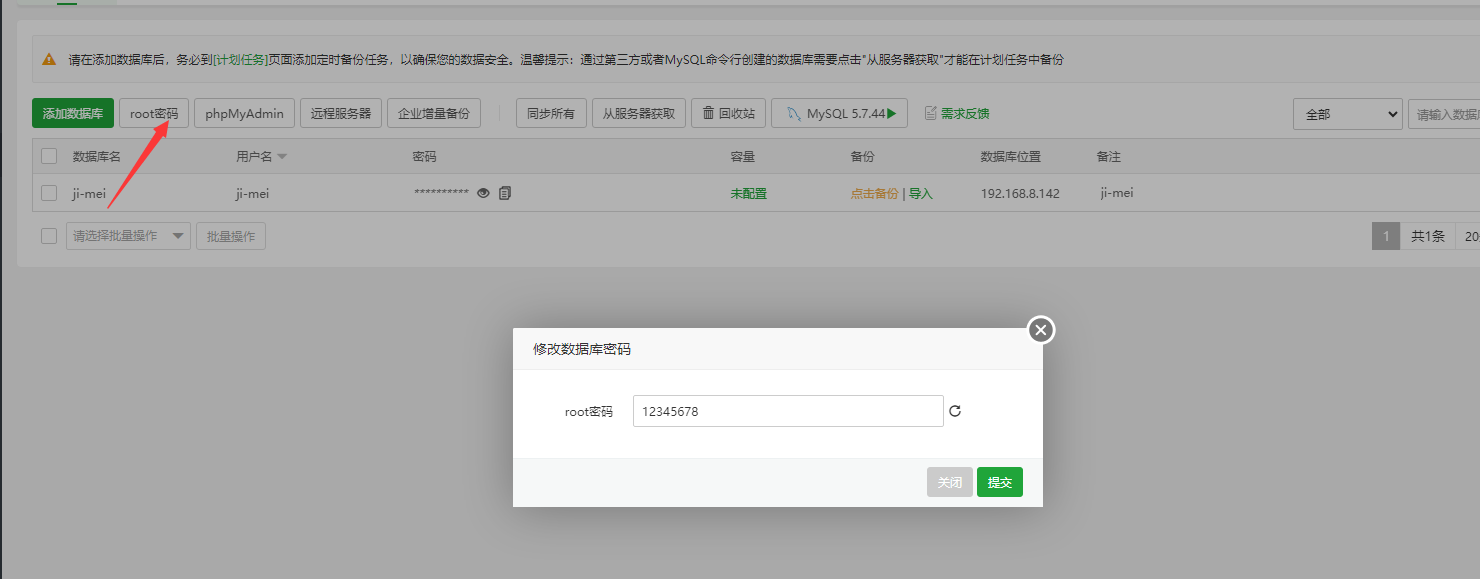 请在添加数据库后，务必到[计划任务]页面添加定时备份任务，以确保您的数据安全。温馨提示：通过第三方或者MySQL命令行创建的数据库需要点击"从服务器获取"才能在计划任务中备份
添加数据库 root密码 phpMyAdmin 远程服务器 企业增量备份 同步所有 从服务器获取 回收站 MySQL 5.7.44 需求反馈 全部 请输入数据
数据库名 用户名 密码 容量 备份 数据库位置 备注
ji-mei ji-mei ********** 未配置 点击备份 | 导入 192.168.8.142 ji-mei
请选择批量操作 批量操作 1 共1条 20
修改数据库密码
root密码 12345678
关闭 提交